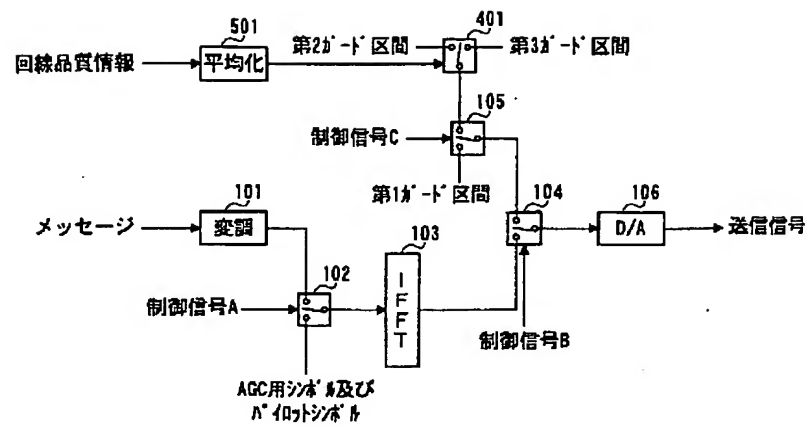 501
401
第2ｶﾞｰﾄﾞ区間
第3ｶﾞｰﾄﾞ区間
回線品質情報
平均化
105
制御信号C
第1ｶﾞｰﾄﾞ区間
101
104
106
メッセージ
変調
103
D/A
送信信号
102
制御信号A
IFFT
制御信号B
AGC用ｼﾝﾎﾞﾙ及び
ﾊﾟｲﾛｯﾄｼﾝﾎﾞﾙ